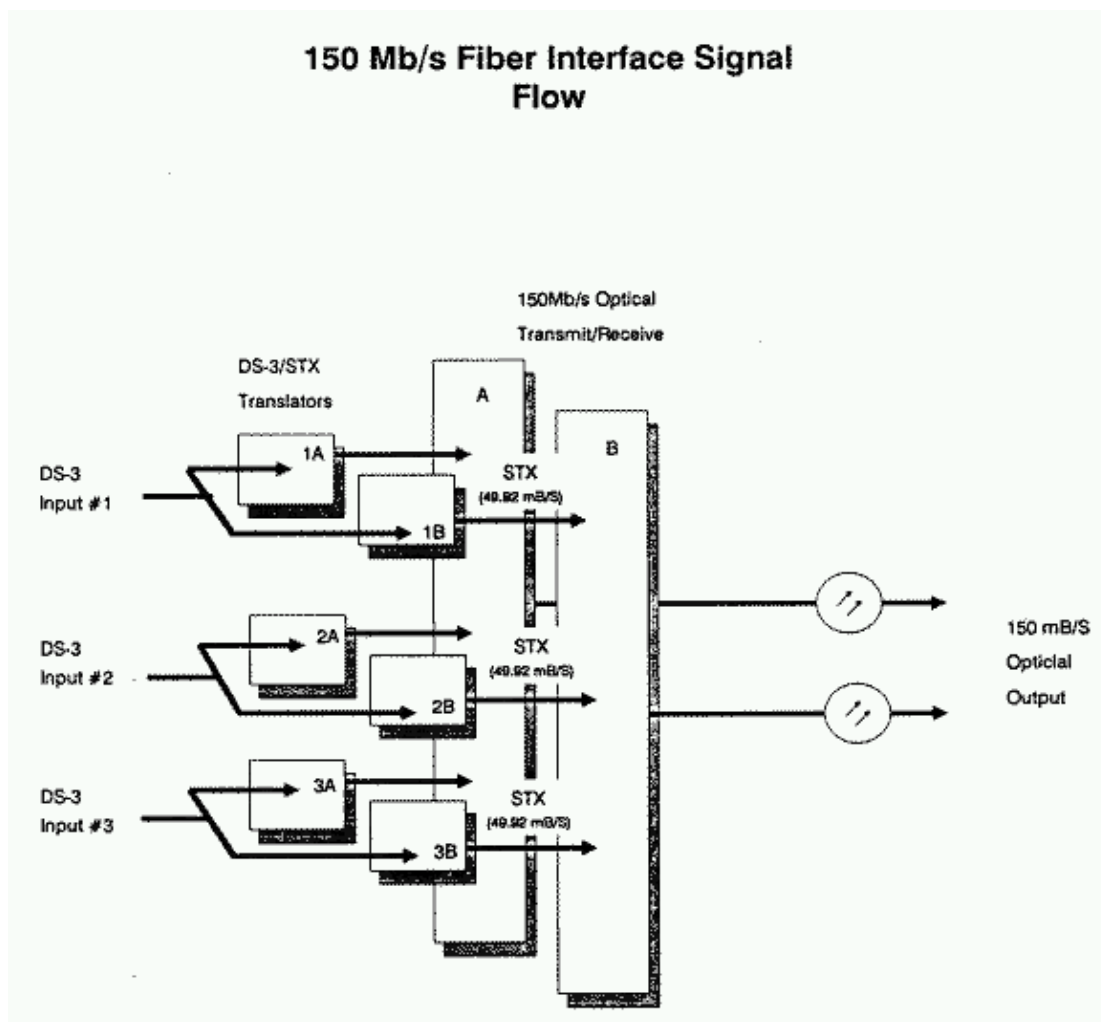 150 Mb/s Fiber Interface Signal
Flow
150Mb/s Optical
Transmit/Receive
DS-3/STX
Translators
A
B
1A
DS-3
Input #1
STX
(49.92 mB/S)
1B
2A
DS-3
Input #2
STX
(49.92 mB/S)
2B
150 mB/S
Opticlal
Output
3A
DS-3
Input #3
STX
(49.92 mB/S)
3B